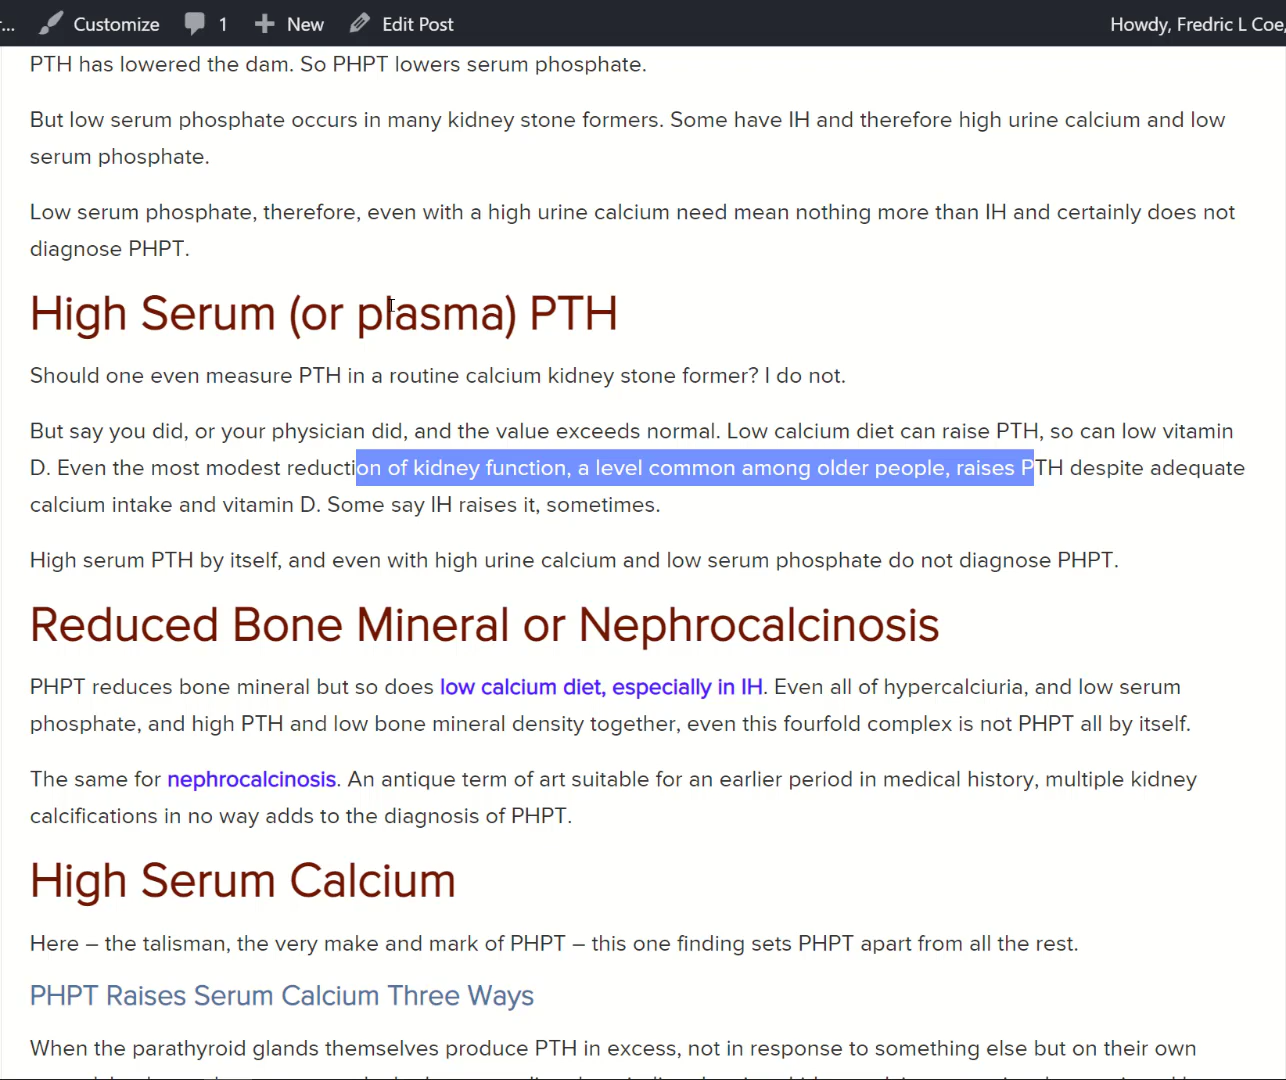 Customize 1 New Edit Post Howdy, Fredric L Coe,
PTH has lowered the dam. So PHPT lowers serum phosphate.
But low serum phosphate occurs in many kidney stone formers. Some have IH and therefore high urine calcium and low
serum phosphate.
Low serum phosphate, therefore, even with a high urine calcium need mean nothing more than IH and certainly does not
diagnose PHPT.
High Serum (or plasma) PTH
Should one even measure PTH in a routine calcium kidney stone former? I do not.
But say you did, or your physician did, and the value exceeds normal. Low calcium diet can raise PTH, so can low vitamin
D. Even the most modest reduction of kidney function, a level common among older people, raises PTH despite adequate
calcium intake and vitamin D. Some say IH raises it, sometimes.
High serum PTH by itself, and even with high urine calcium and low serum phosphate do not diagnose PHPT.
Reduced Bone Mineral or Nephrocalcinosis
PHPT reduces bone mineral but so does low calcium diet, especially in IH. Even all of hypercalciuria, and low serum
phosphate, and high PTH and low bone mineral density together, even this fourfold complex is not PHPT all by itself.
The same for nephrocalcinosis. An antique term of art suitable for an earlier period in medical history, multiple kidney
calcifications in no way adds to the diagnosis of PHPT.
High Serum Calcium
Here – the talisman, the very make and mark of PHPT – this one finding sets PHPT apart from all the rest.
PHPT Raises Serum Calcium Three Ways
When the parathyroid glands themselves produce PTH in excess, not in response to something else but on their own